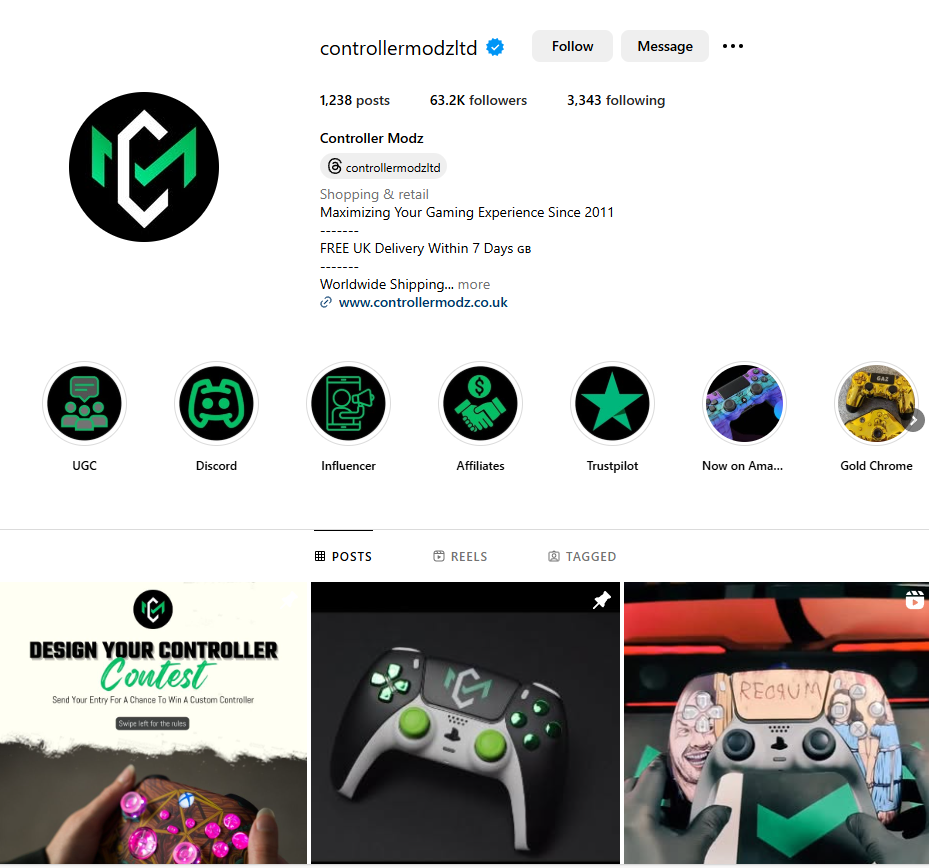 controllermodzltd
Follow
Message
1,238 posts
63.2K followers
3,343 following
Controller Modz
controllermodzltd
Shopping & retail
Maximizing Your Gaming Experience Since 2011
-------
FREE UK Delivery Within 7 Days GB
-------
Worldwide Shipping... more
www.controllermodz.co.uk
UGC
Discord
Influencer
Affiliates
Trustpilot
Now on Ama...
Gold Chrome
POSTS
REELS
TAGGED
DESIGN YOUR CONTROLLER
Contest
Send Your Entry For A Chance To Win A Custom Controller
Swipe left for the rules
REDRUM